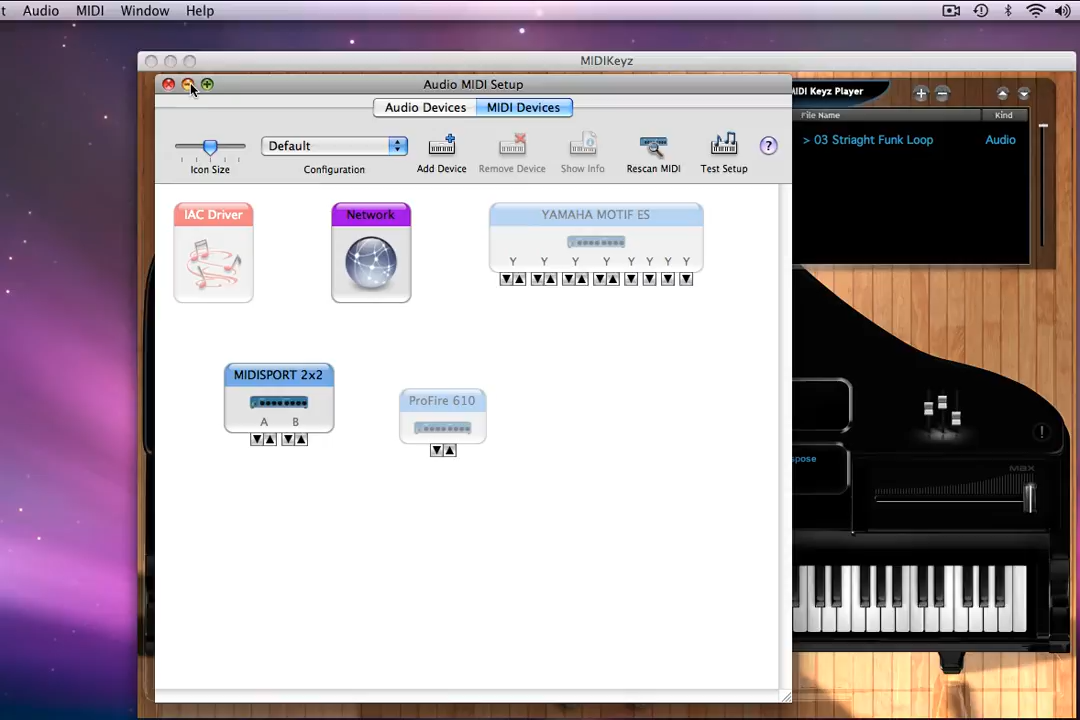 Audio MIDI Window Help
MIDIKeyz
Audio MIDI Setup
Audio Devices MIDI Devices
Default
Icon Size Configuration Add Device Remove Device Show Info Rescan MIDI Test Setup ?
MIDI Keyz Player
File Name Kind
> 03 Striaght Funk Loop Audio
IAC Driver
Network
YAMAHA MOTIF ES
Y Y Y Y Y Y Y Y
MIDISPORT 2x2
A B
ProFire 610
!
spose
MAX